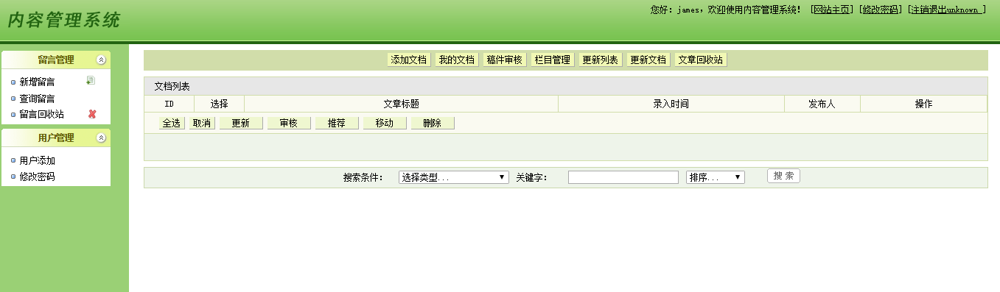 内容管理系统
您好：james，欢迎使用内容管理系统！ [网站主页] [修改密码] [注销退出unknown ]
留言管理
新增留言
查询留言
留言回收站
用户管理
用户添加
修改密码
添加文档 我的文档 稿件审核 栏目管理 更新列表 更新文档 文章回收站
文档列表
ID 选择 文章标题 录入时间 发布人 操作
全选 取消 更新 审核 推荐 移动 删除
搜索条件： 选择类型... 关键字： 排序... 搜 索